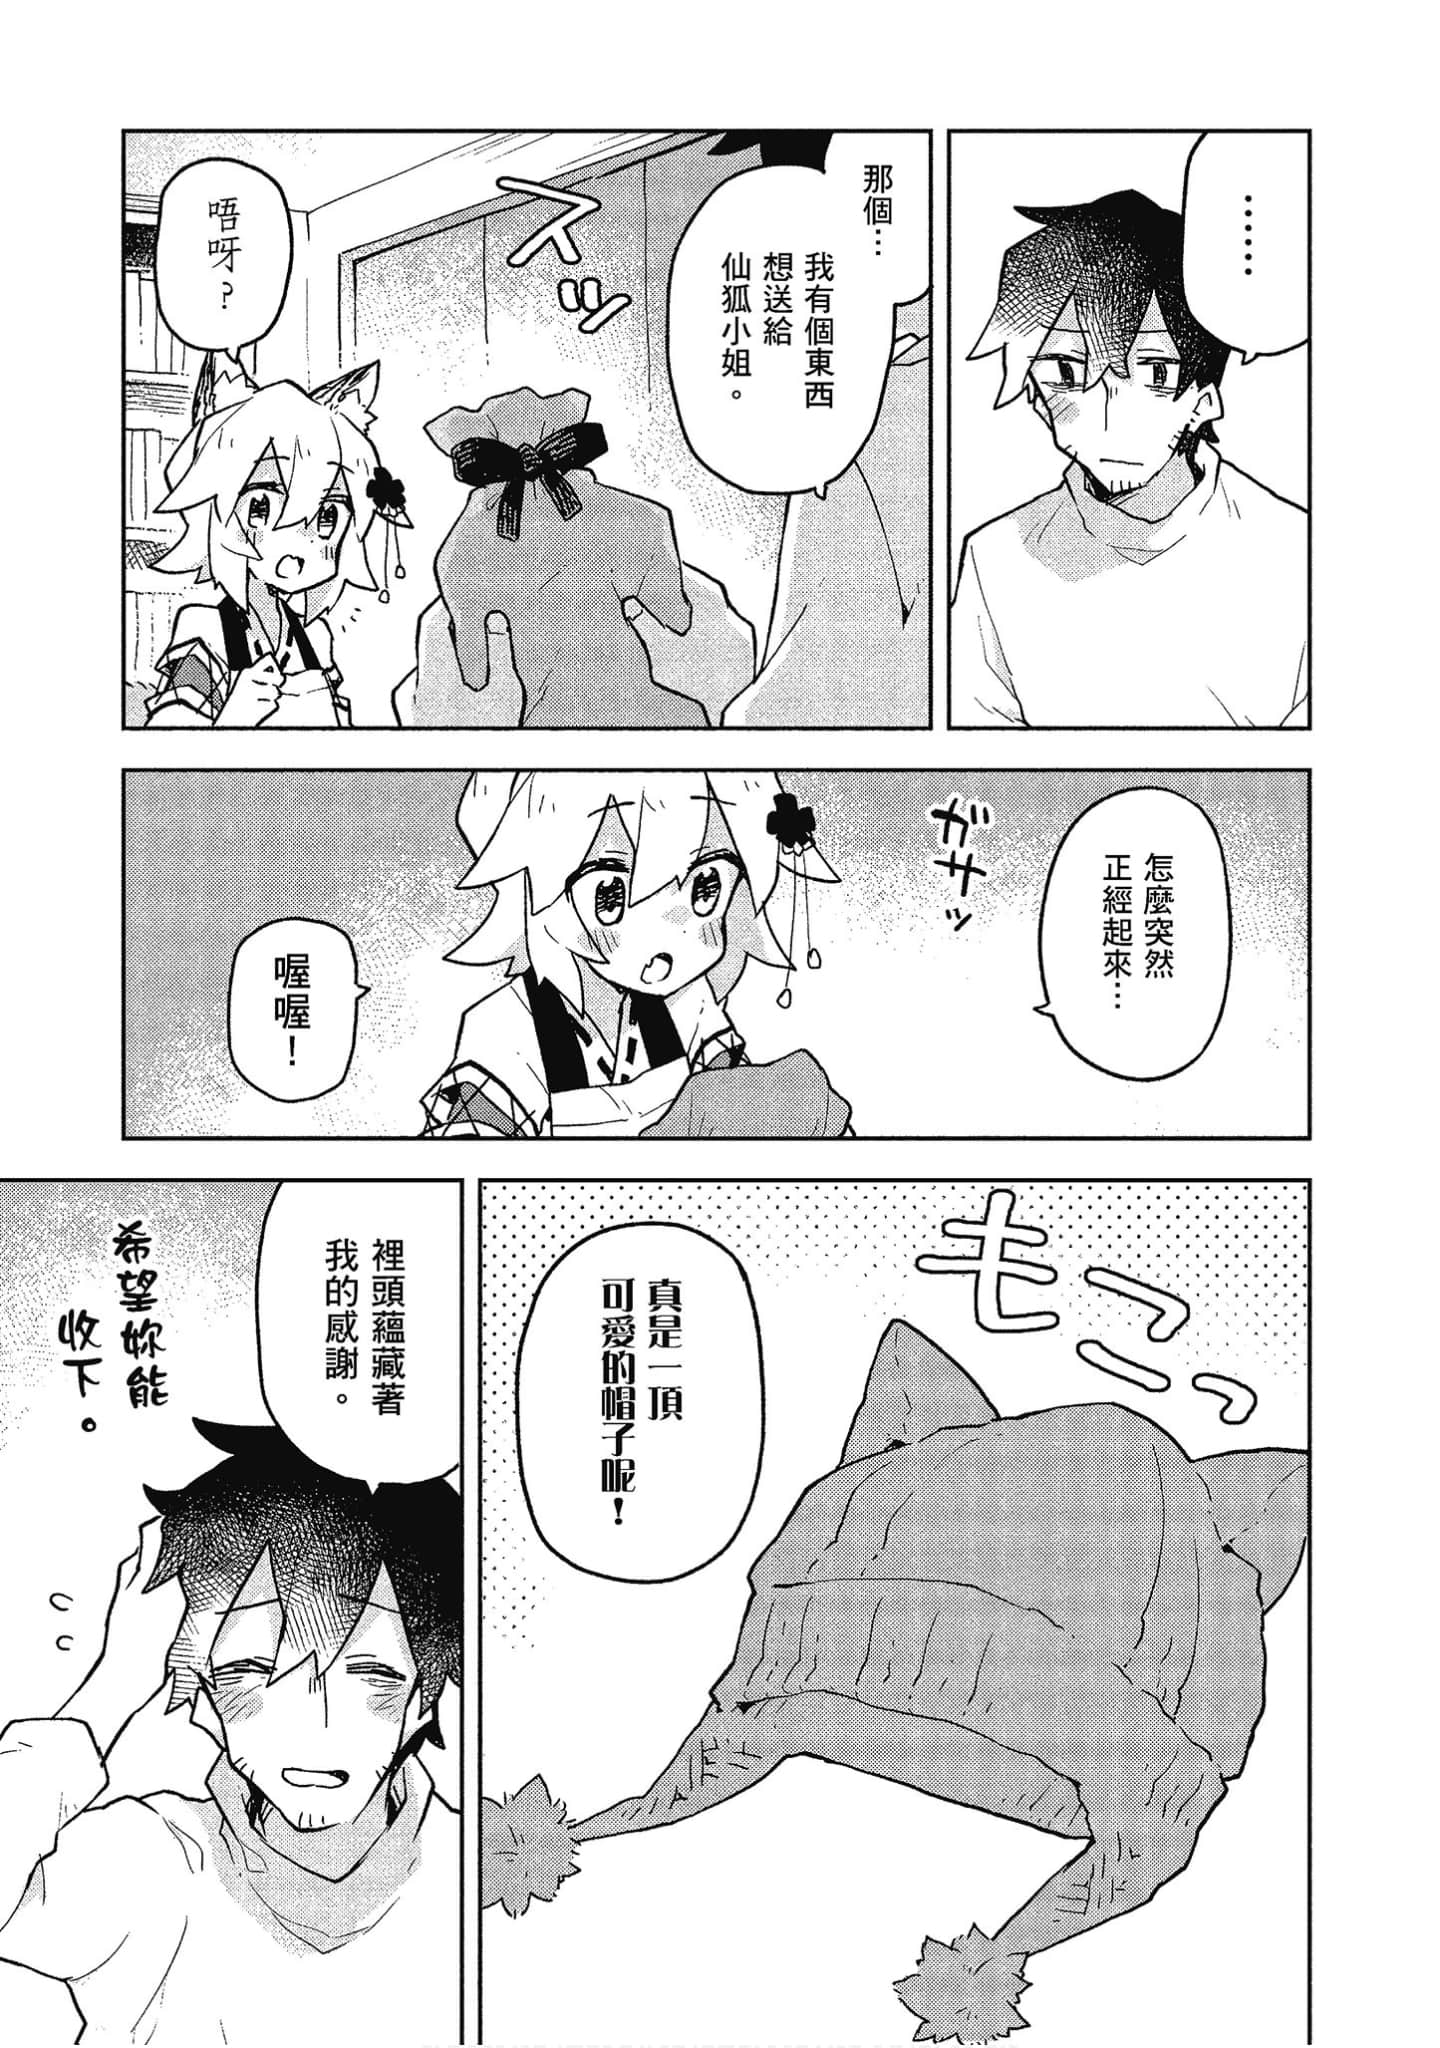 ……
那個…
我有個東西
想送給
仙狐小姐。
スッ
唔呀?
怎麼突然
正經起來…
ガサッ
喔喔!
モコっ
真是一頂
可愛的帽子呢!
裡頭蘊藏著
我的感謝。
希望妳能
收下。